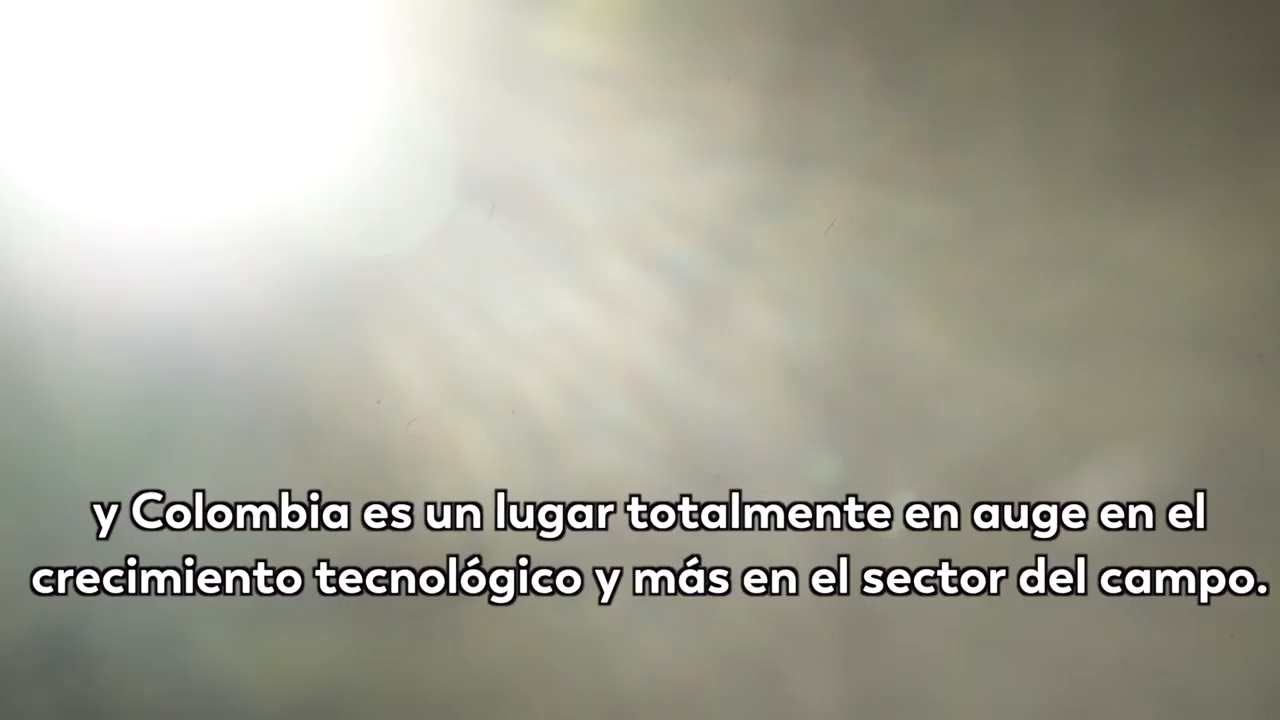 y Colombia es un lugar totalmente en auge en el
crecimiento tecnológico y más en el sector del campo.